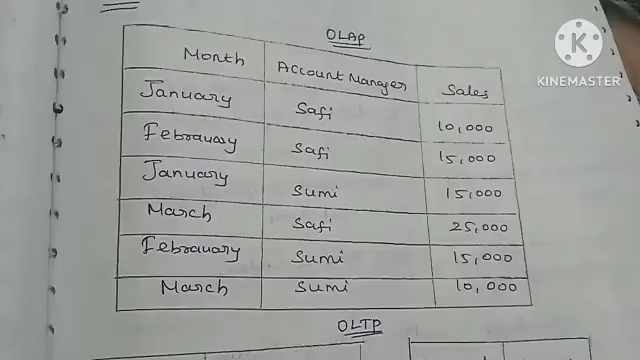 OLAP
Month Account Manager Sales
January Safi 10,000
Febrauary Safi 15,000
January Sumi 15,000
March Safi 25,000
Febrauary Sumi 15,000
March Sumi 10,000
OLTP
KINEMASTER